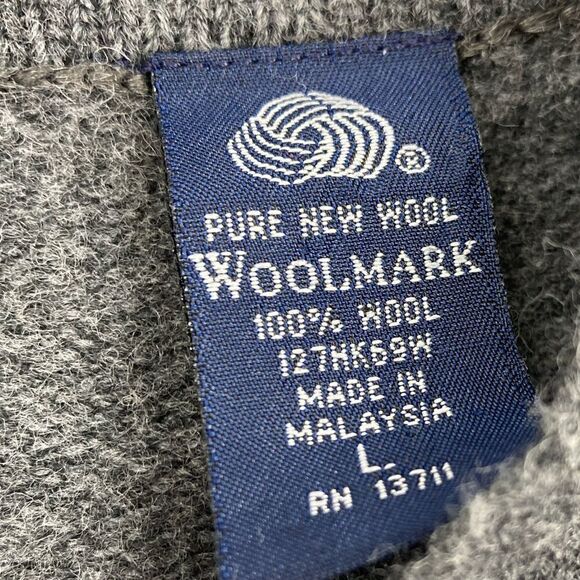 PURE NEW WOOL
WOOLMARK
100% WOOL
127HK69W
MADE IN
MALAYSIA
L.
RN 13711